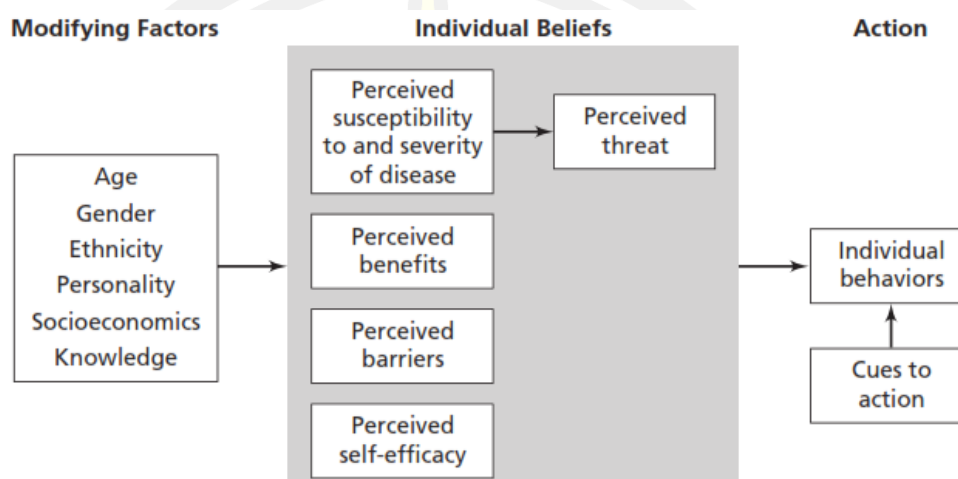 Modifying Factors
Individual Beliefs
Action
Age
Gender
Ethnicity
Personality
Socioeconomics
Knowledge
Perceived
susceptibility
to and severity
of disease
Perceived
threat
Perceived
benefits
Perceived
barriers
Perceived
self-efficacy
Individual
behaviors
Cues to
action